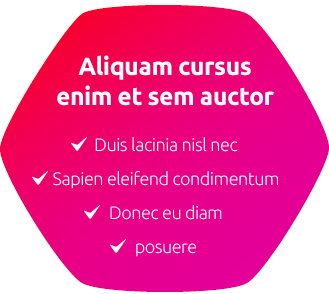 Aliquam cursus
enim et sem auctor
Duis lacinia nisl nec
Sapien eleifend condimentum
Donec eu diam
posuere